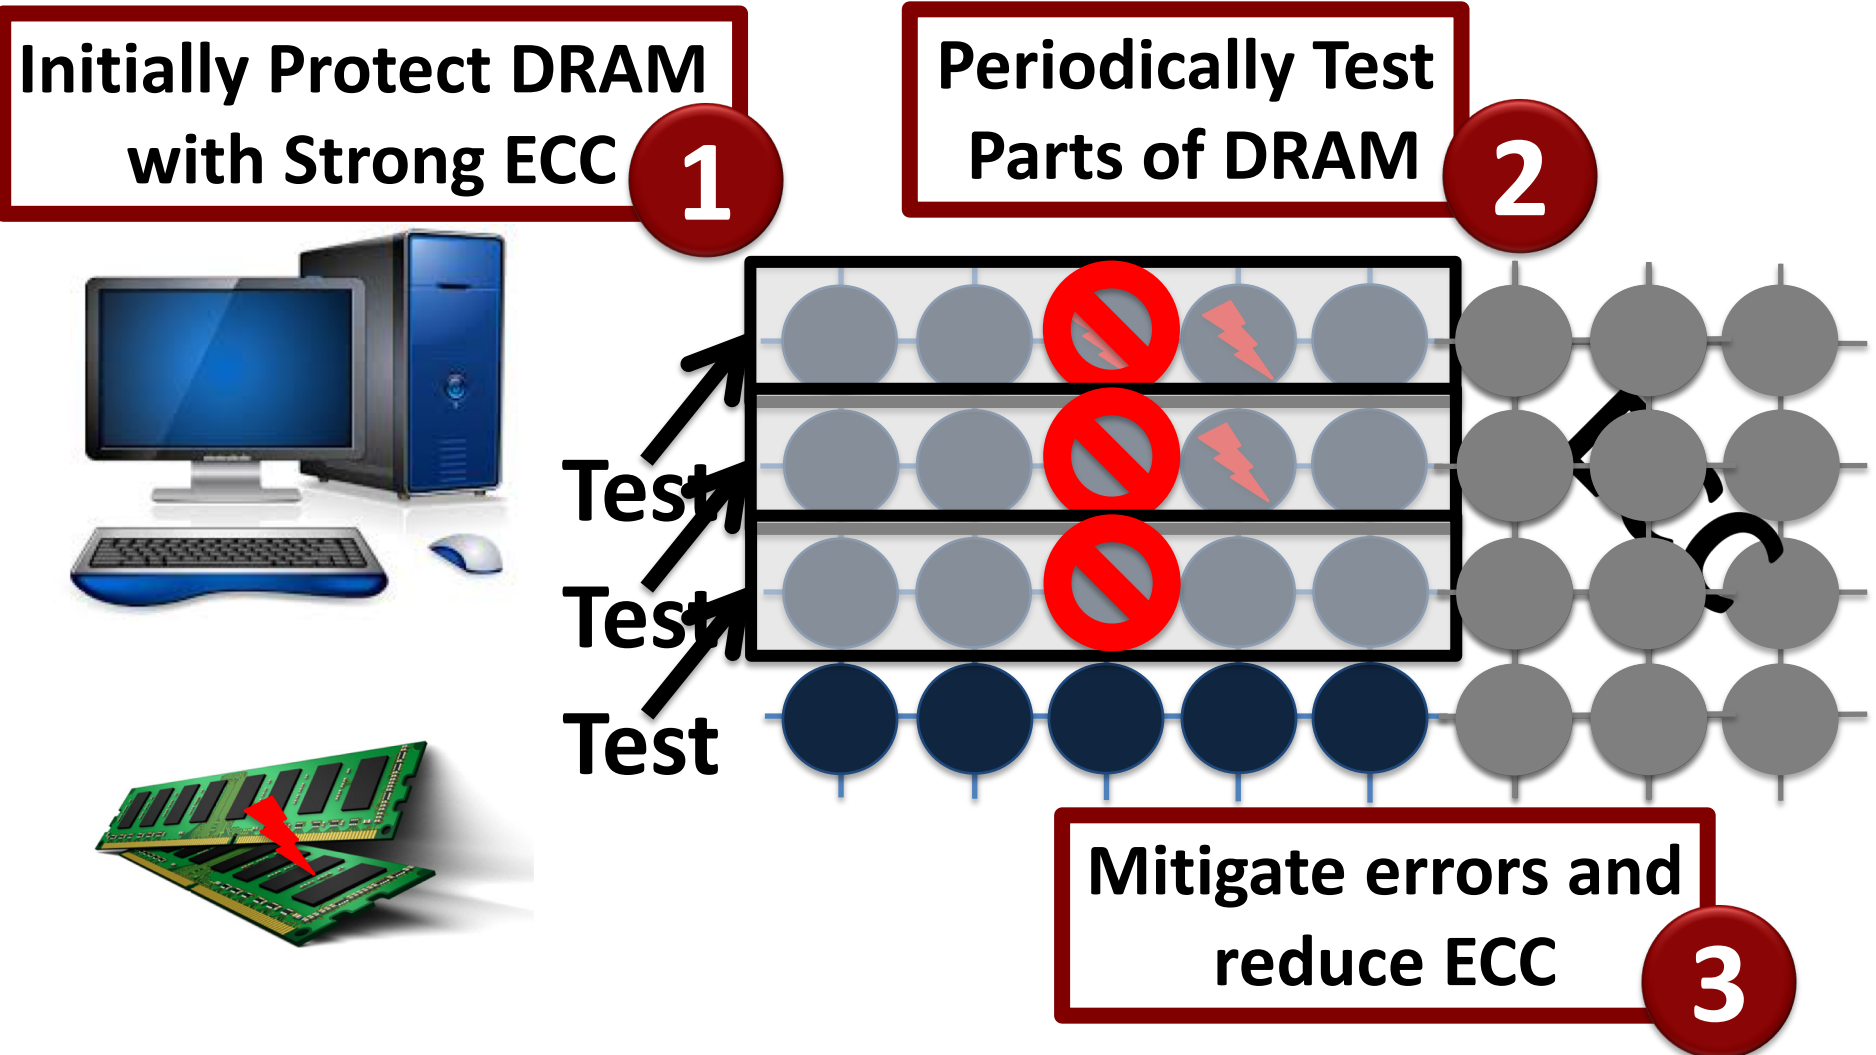 Initially Protect DRAM
with Strong ECC
1
Periodically Test
Parts of DRAM
2
Test
Test
Test
Mitigate errors and
reduce ECC
3